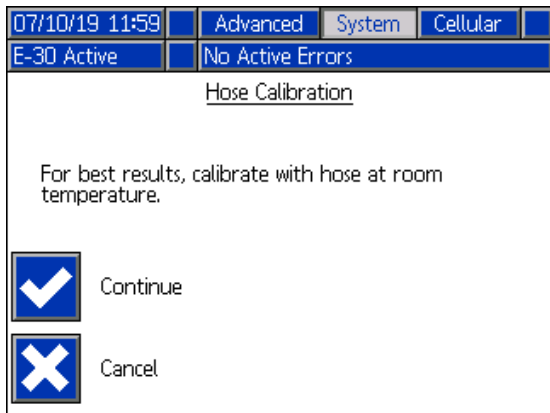 07/10/19 11:59 Advanced System Cellular
E-30 Active No Active Errors
Hose Calibration
For best results, calibrate with hose at room
temperature.
Continue
Cancel